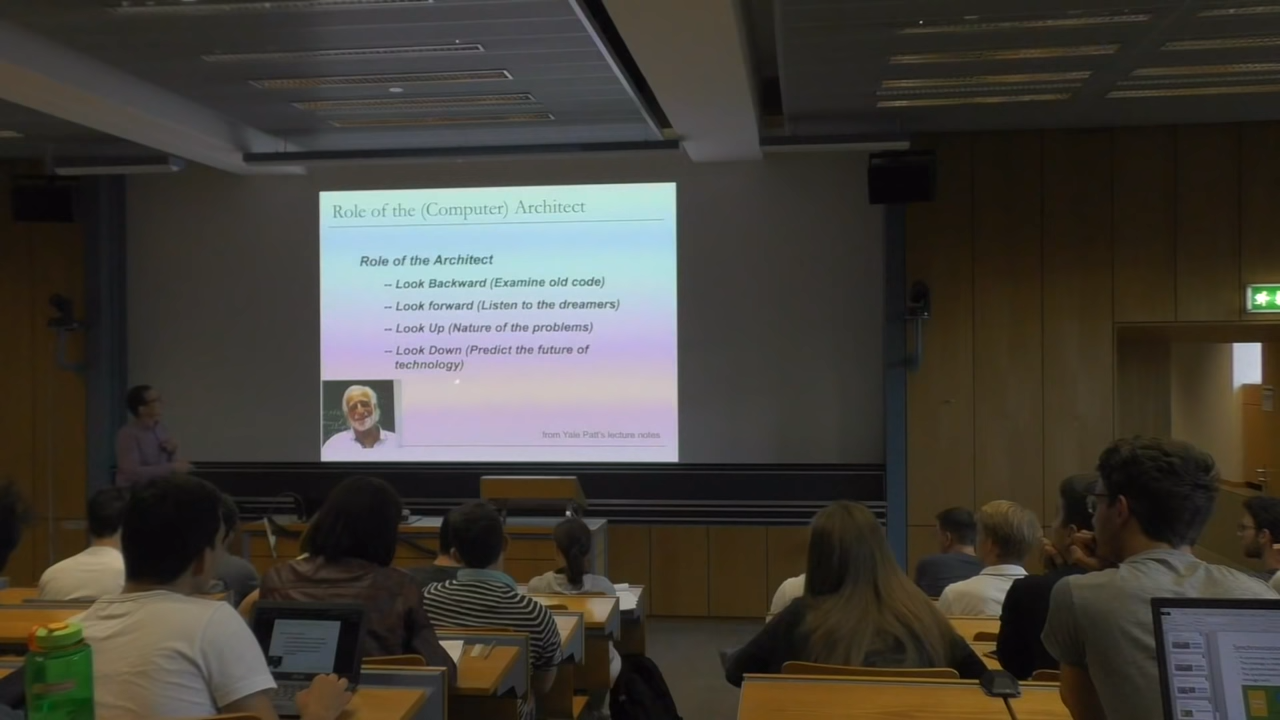 Role of the (Computer) Architect
Role of the Architect
-- Look Backward (Examine old code)
-- Look forward (Listen to the dreamers)
-- Look Up (Nature of the problems)
-- Look Down (Predict the future of
technology)
from Yale Patt's lecture notes